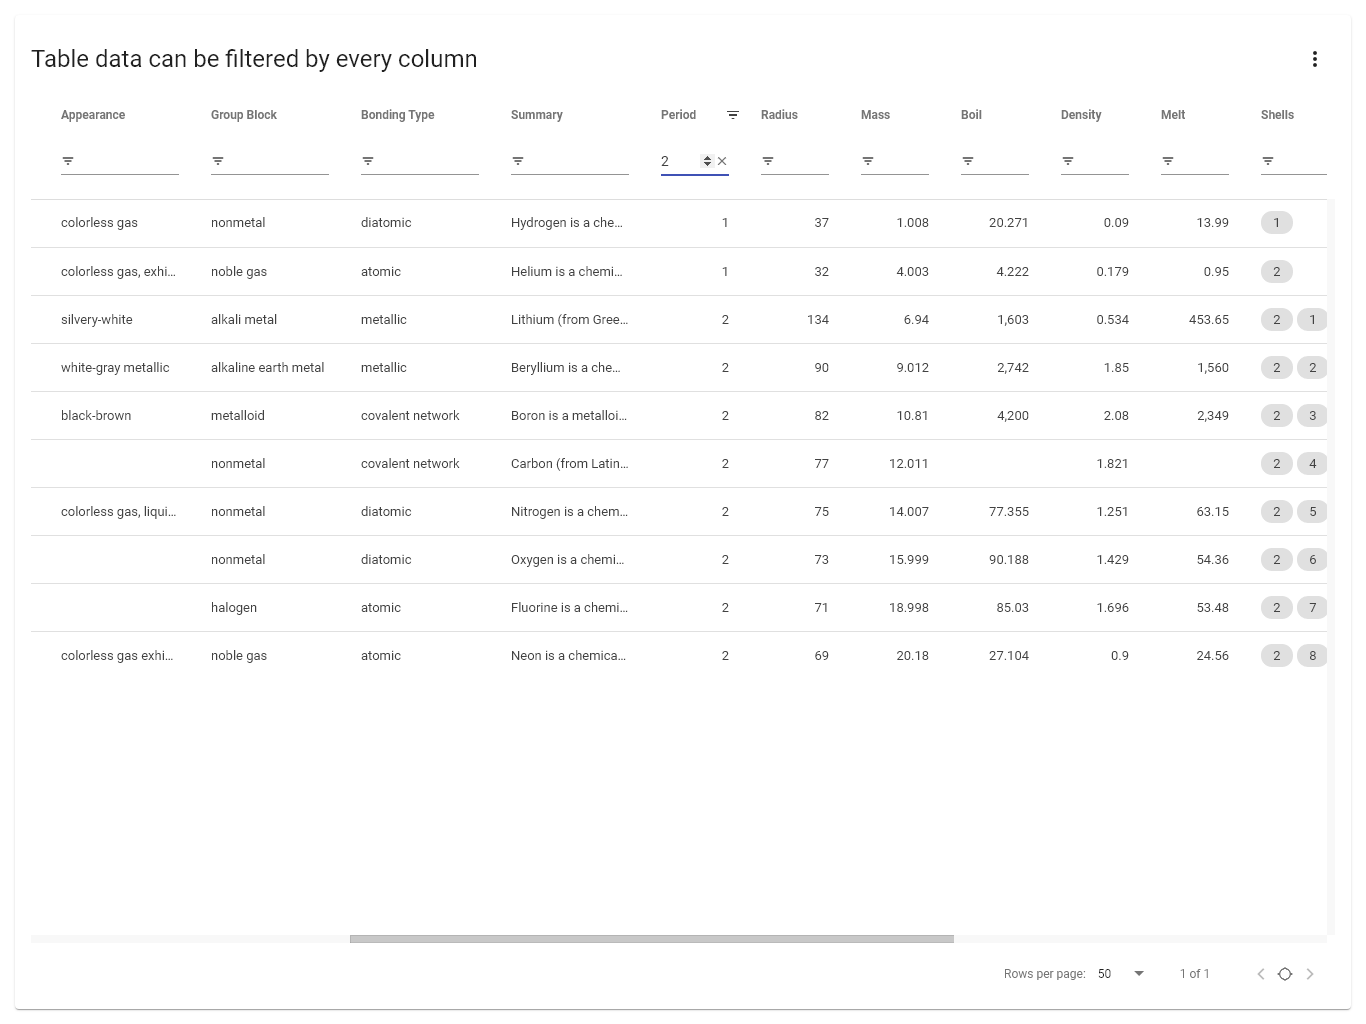 Table data can be filtered by every column
Appearance Group Block Bonding Type Summary Period Radius Mass Boil Density Melt Shells
2
colorless gas nonmetal diatomic Hydrogen is a che... 1 37 1.008 20.271 0.09 13.99 1
colorless gas, exhi... noble gas atomic Helium is a chemi... 1 32 4.003 4.222 0.179 0.95 2
silvery-white alkali metal metallic Lithium (from Gree... 2 134 6.94 1,603 0.534 453.65 2 1
white-gray metallic alkaline earth metal metallic Beryllium is a che... 2 90 9.012 2,742 1.85 1,560 2 2
black-brown metalloid covalent network Boron is a metalloi... 2 82 10.81 4,200 2.08 2,349 2 3
nonmetal covalent network Carbon (from Latin... 2 77 12.011 1.821 2 4
colorless gas, liqui... nonmetal diatomic Nitrogen is a chem... 2 75 14.007 77.355 1.251 63.15 2 5
nonmetal diatomic Oxygen is a chemi... 2 73 15.999 90.188 1.429 54.36 2 6
halogen atomic Fluorine is a chemi... 2 71 18.998 85.03 1.696 53.48 2 7
colorless gas exhi... noble gas atomic Neon is a chemica... 2 69 20.18 27.104 0.9 24.56 2 8
Rows per page: 50 1 of 1